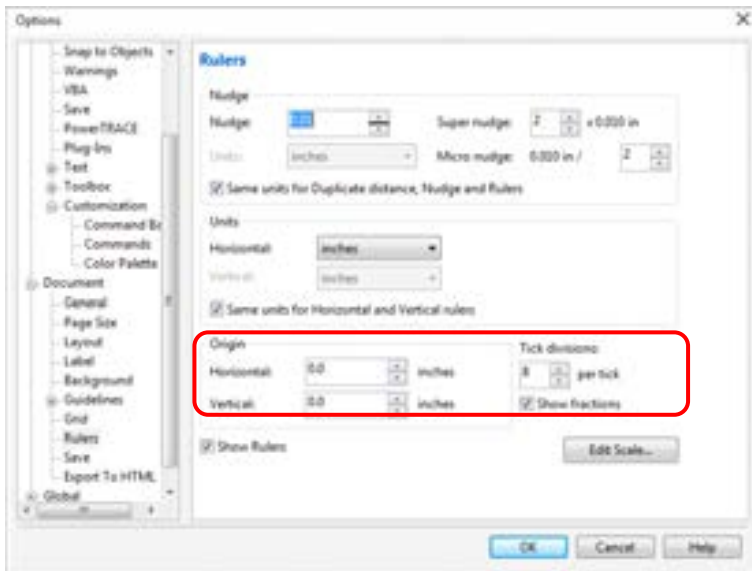 Options
Snap to Objects
Warnings
VBA
Save
PowerTRACE
Plug-Ins
Text
Toolbox
Customization
Command Ba
Commands
Color Palette
Document
General
Page Size
Layout
Label
Background
Guidelines
Grid
Rulers
Save
Export To HTML
Global
Rulers
Nudge
Nudge: Super nudge: 2 x 0.010 in
Units: inches Micro nudge: 0.010 in / 2
Same units for Duplicate distance, Nudge and Rulers
Units
Horizontal: inches
Vertical: inches
Same units for Horizontal and Vertical rulers
Origin Tick divisions
Horizontal: 0.0 inches 8 per tick
Vertical: 0.0 inches Show fractions
Show Rulers Edit Scale...
OK Cancel Help